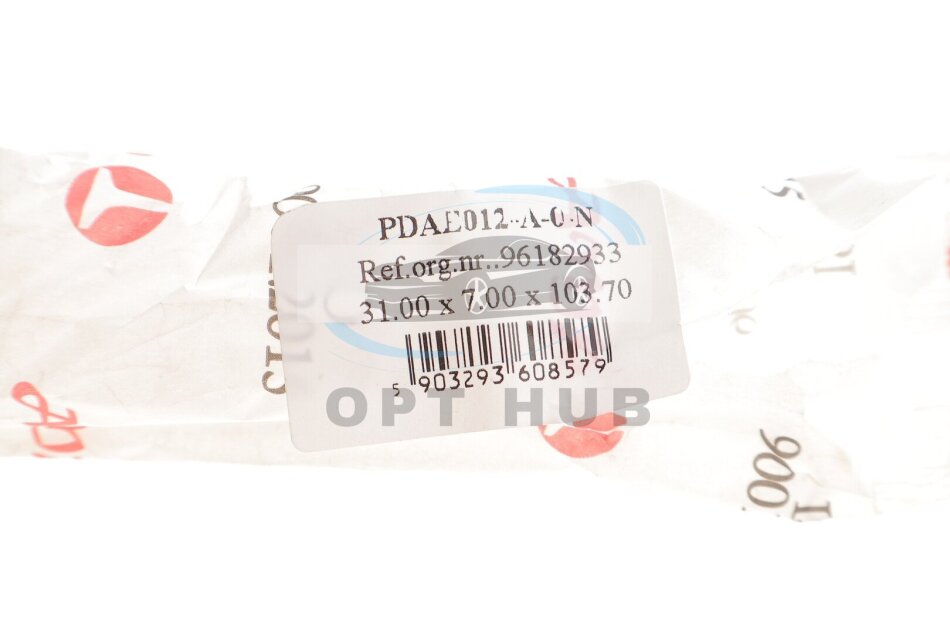 PDAE012-A-0-N
Ref.org.nr..96182933
31.00 x 7.00 x 103.70
5 903293 608579
OPT HUB